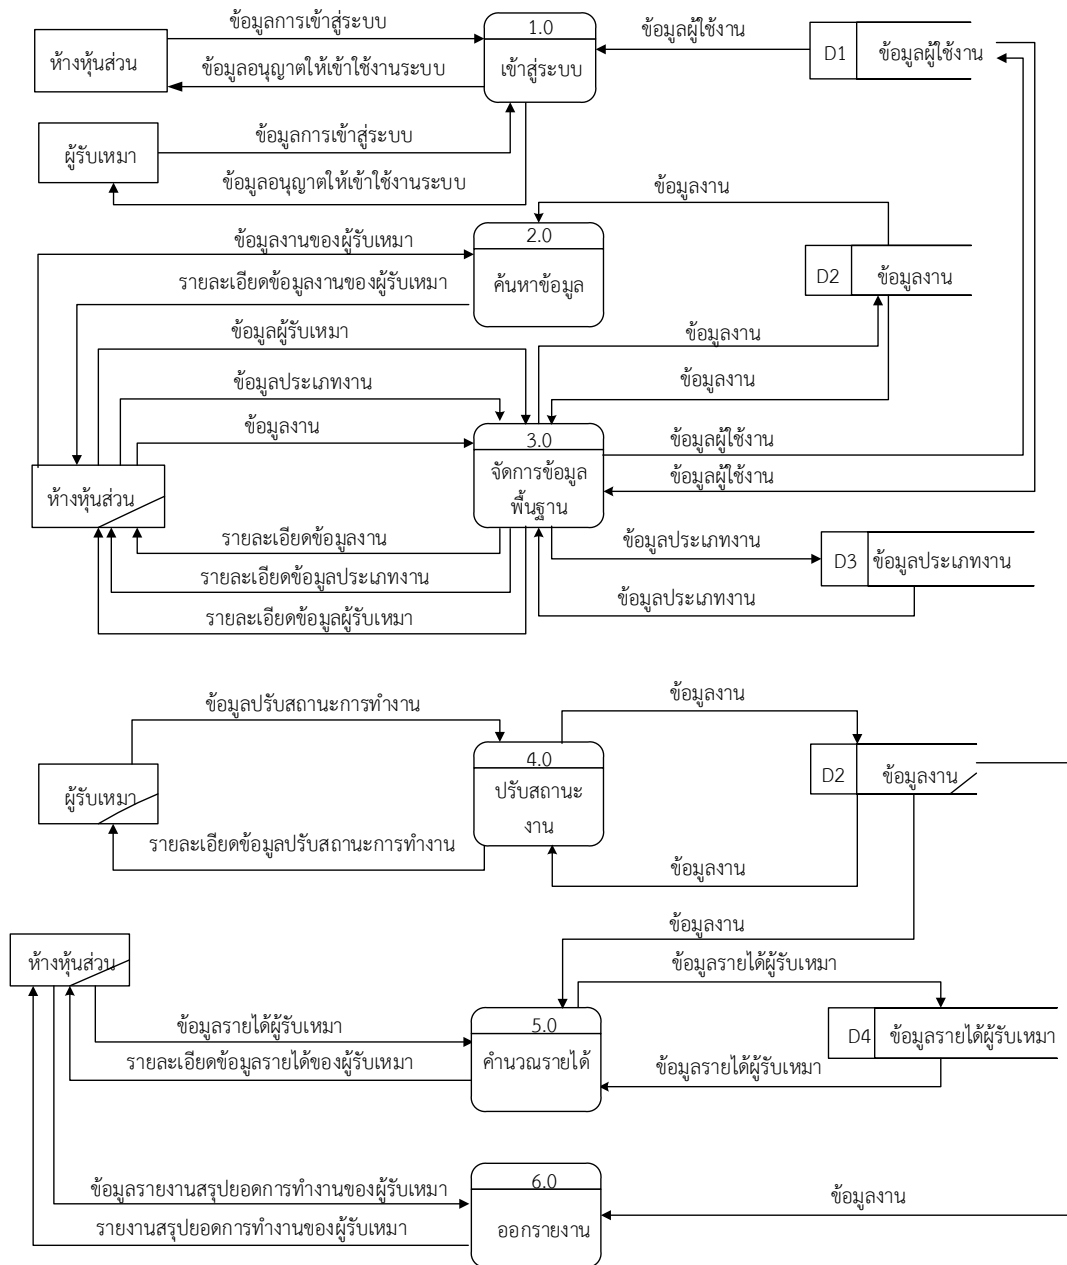 ข้อมูลการเข้าสู่ระบบ
1.0
ข้อมูลผู้ใช้งาน
ห้างหุ้นส่วน
เข้าสู่ระบบ
D1
ข้อมูลผู้ใช้งาน
ข้อมูลอนุญาตให้เข้าใช้งานระบบ
ข้อมูลการเข้าสู่ระบบ
ผู้รับเหมา
ข้อมูลอนุญาตให้เข้าใช้งานระบบ
ข้อมูลงาน
2.0
ข้อมูลงานของผู้รับเหมา
ค้นหาข้อมูล
D2
ข้อมูลงาน
รายละเอียดข้อมูลงานของผู้รับเหมา
ข้อมูลผู้รับเหมา
ข้อมูลงาน
ข้อมูลประเภทงาน
ข้อมูลงาน
ข้อมูลงาน
3.0
ข้อมูลผู้ใช้งาน
จัดการข้อมูล
พื้นฐาน
ข้อมูลผู้ใช้งาน
ห้างหุ้นส่วน
รายละเอียดข้อมูลงาน
ข้อมูลประเภทงาน
D3
ข้อมูลประเภทงาน
รายละเอียดข้อมูลประเภทงาน
ข้อมูลประเภทงาน
รายละเอียดข้อมูลผู้รับเหมา
ข้อมูลปรับสถานะการทำงาน
ข้อมูลงาน
4.0
ผู้รับเหมา
ปรับสถานะ
งาน
D2
ข้อมูลงาน
รายละเอียดข้อมูลปรับสถานะการทำงาน
ข้อมูลงาน
ข้อมูลงาน
ห้างหุ้นส่วน
ข้อมูลรายได้ผู้รับเหมา
ข้อมูลรายได้ผู้รับเหมา
5.0
คำนวณรายได้
D4
ข้อมูลรายได้ผู้รับเหมา
รายละเอียดข้อมูลรายได้ของผู้รับเหมา
ข้อมูลรายได้ผู้รับเหมา
6.0
ข้อมูลรายงานสรุปยอดการทำงานของผู้รับเหมา
ข้อมูลงาน
ออกรายงาน
รายงานสรุปยอดการทำงานของผู้รับเหมา